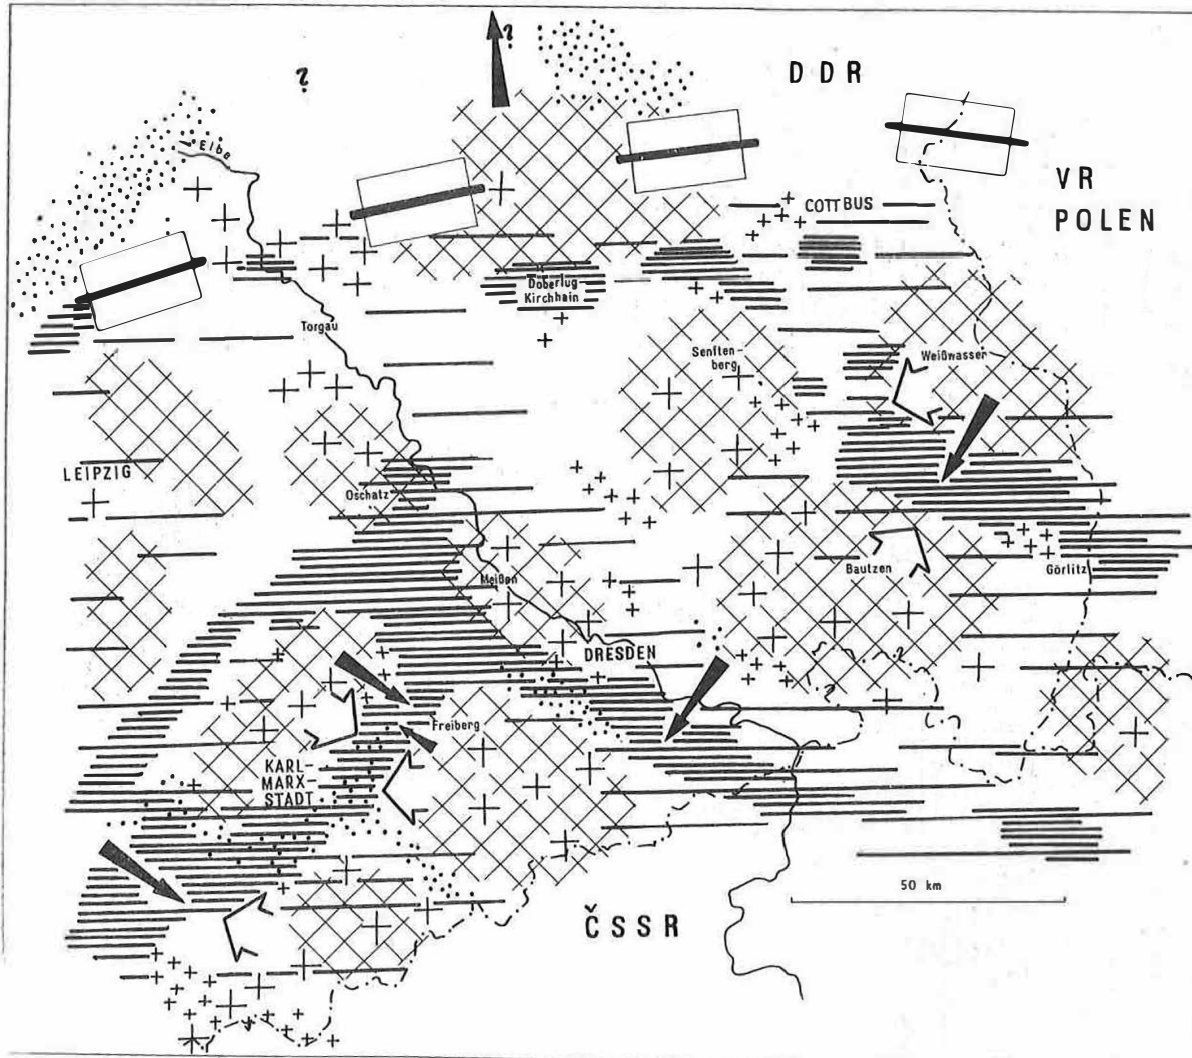 ?
?
DDR
Elbe
VR
POLEN
COTTBUS
Doberlug
Kirchhain
Torgau
Senften-
berg
Weißwasser
LEIPZIG
Oschatz
Meißen
Bautzen
Görlitz
DRESDEN
?
Freiberg
KARL-
MARX-
STADT
50 km
ČSSR